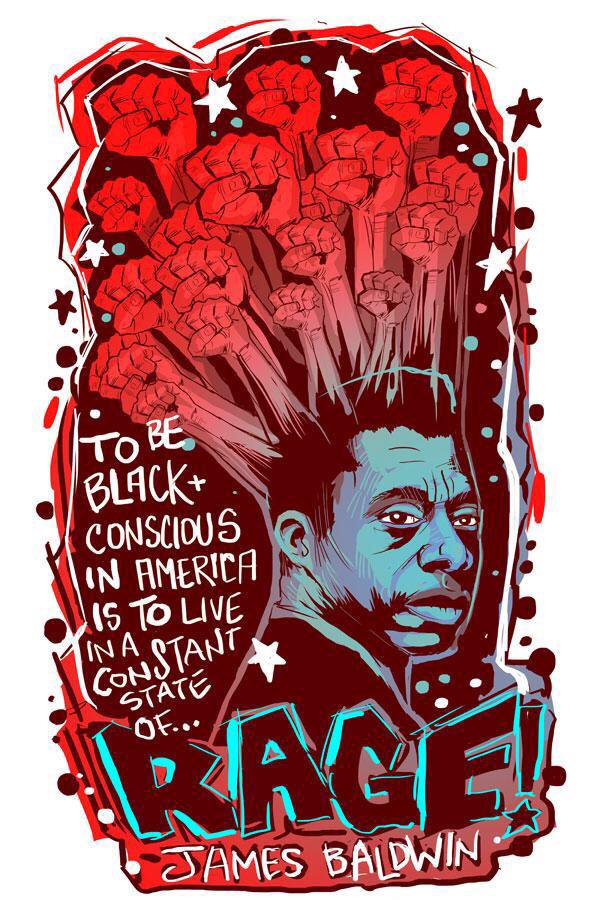 TO BE
BLACK+
CONSCIOUS
IN AMERICA
IS TO LIVE
IN A
CONSTANT
STATE
OF...
RAGE!
JAMES BALDWIN